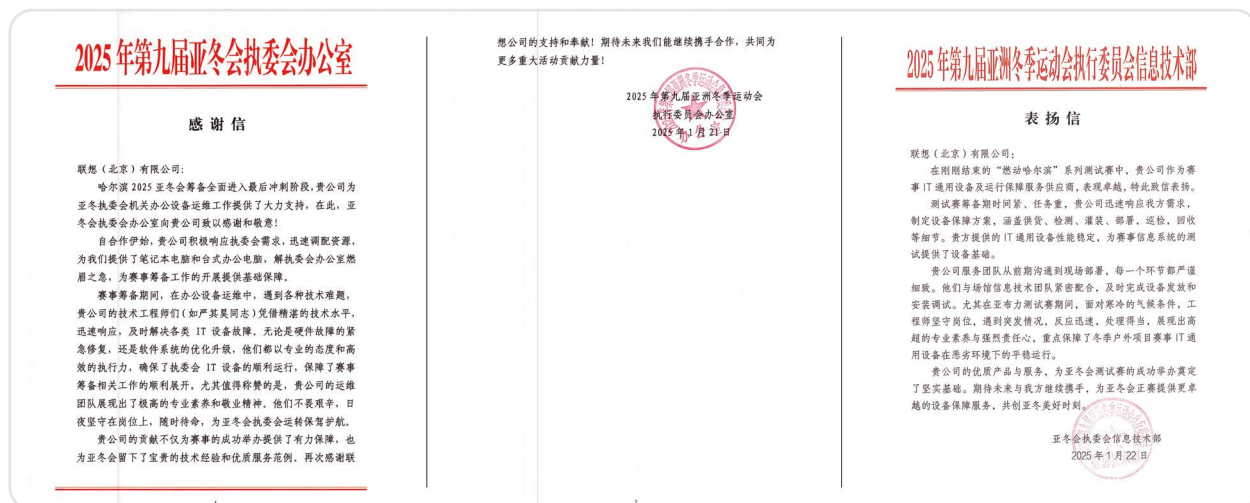 2025年第九届亚冬会执委会办公室
感谢信
联想（北京）有限公司：
哈尔滨2025亚冬会筹备全面进入最后冲刺阶段，贵公司为
亚冬执委会机关办公设备运维工作提供了大力支持，在此，亚
冬会执委会办公室向贵公司致以感谢和敬意！
自合作伊始，贵公司积极响应执委会需求，迅速调配资源，
为我们提供了笔记本电脑和台式办公电脑，解执委会办公室燃
眉之急，为赛事筹备工作的开展提供基础保障。
赛事筹备期间，在办公设备运维中，遇到各种技术难题，
贵公司的技术工程师们（如严其昊同志）凭借精湛的技术水平，
迅速响应，及时解决各类 IT 设备故障。无论是硬件故障的紧
急修复，还是软件系统的优化升级，他们都以专业的态度和高
效的执行力，确保了执委会 IT 设备的顺利运行，保障了赛事
筹备相关工作的顺利展开。尤其值得称赞的是，贵公司的运维
团队展现出了极高的专业素养和敬业精神。他们不畏艰辛，日
夜坚守在岗位上，随时待命，为亚冬会执委会运转保驾护航。
贵公司的贡献不仅为赛事的成功举办提供了有力保障，也
为亚冬会留下了宝贵的技术经验和优质服务范例。再次感谢联
想公司的支持和奉献！期待未来我们能继续携手合作，共同为
更多重大活动贡献力量！
2025年第九届亚洲冬季运动会
执行委员会办公室
2025年1月21日
2025年第九届亚洲冬季运动会执行委员会信息技术部
表扬信
联想（北京）有限公司：
在刚刚结束的“燃动哈尔滨”系列测试赛中，贵公司作为赛
事IT通用设备及运行保障服务供应商，表现卓越，特此致信表扬。
测试赛筹备期时间紧、任务重，贵公司迅速响应我方需求，
制定设备保障方案，涵盖供货、检测、灌装、部署，巡检，回收
等细节。贵方提供的IT通用设备性能稳定，为赛事信息系统的测
试提供了设备基础。
贵公司服务团队从前期沟通到现场部署，每一个环节都严谨
细致。他们与场馆信息技术团队紧密配合，及时完成设备发放和
安装调试。尤其在亚布力测试赛期间，面对寒冷的气候条件，工
程师坚守岗位，遇到突发情况，反应迅速，处理得当，展现出高
超的专业素养与强烈责任心，重点保障了冬季户外项目赛事IT通
用设备在恶劣环境下的平稳运行。
贵公司的优质产品与服务，为亚冬会测试赛的成功举办奠定
了坚实基础。期待未来与我方继续携手，为亚冬会正赛提供更卓
越的设备保障服务，共创亚冬美好时刻。
亚冬会执委会信息技术部
2025年1月22日